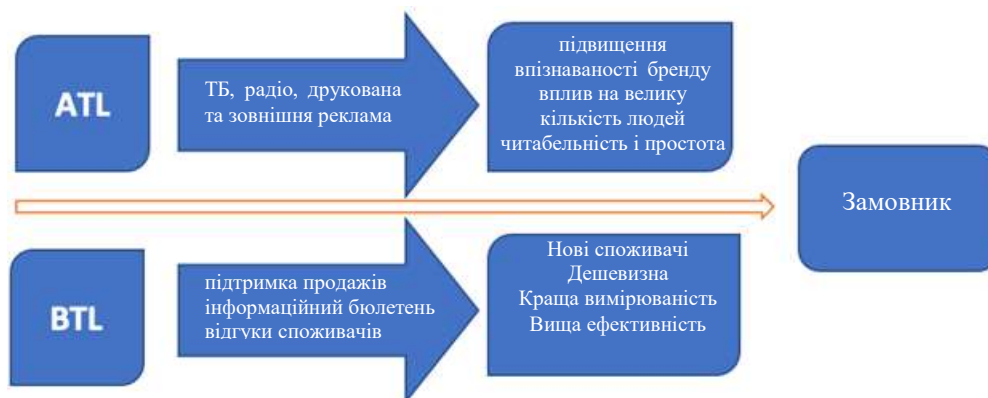 ATL
ТБ, радіо, друкована
та зовнішня реклама
підвищення
впізнаваності бренду
вплив на велику
кількість людей
читабельність і простота
Замовник
BTL
підтримка продажів
інформаційний бюлетень
відгуки споживачів
Нові споживачі
Дешевизна
Краща вимірюваність
Вища ефективність